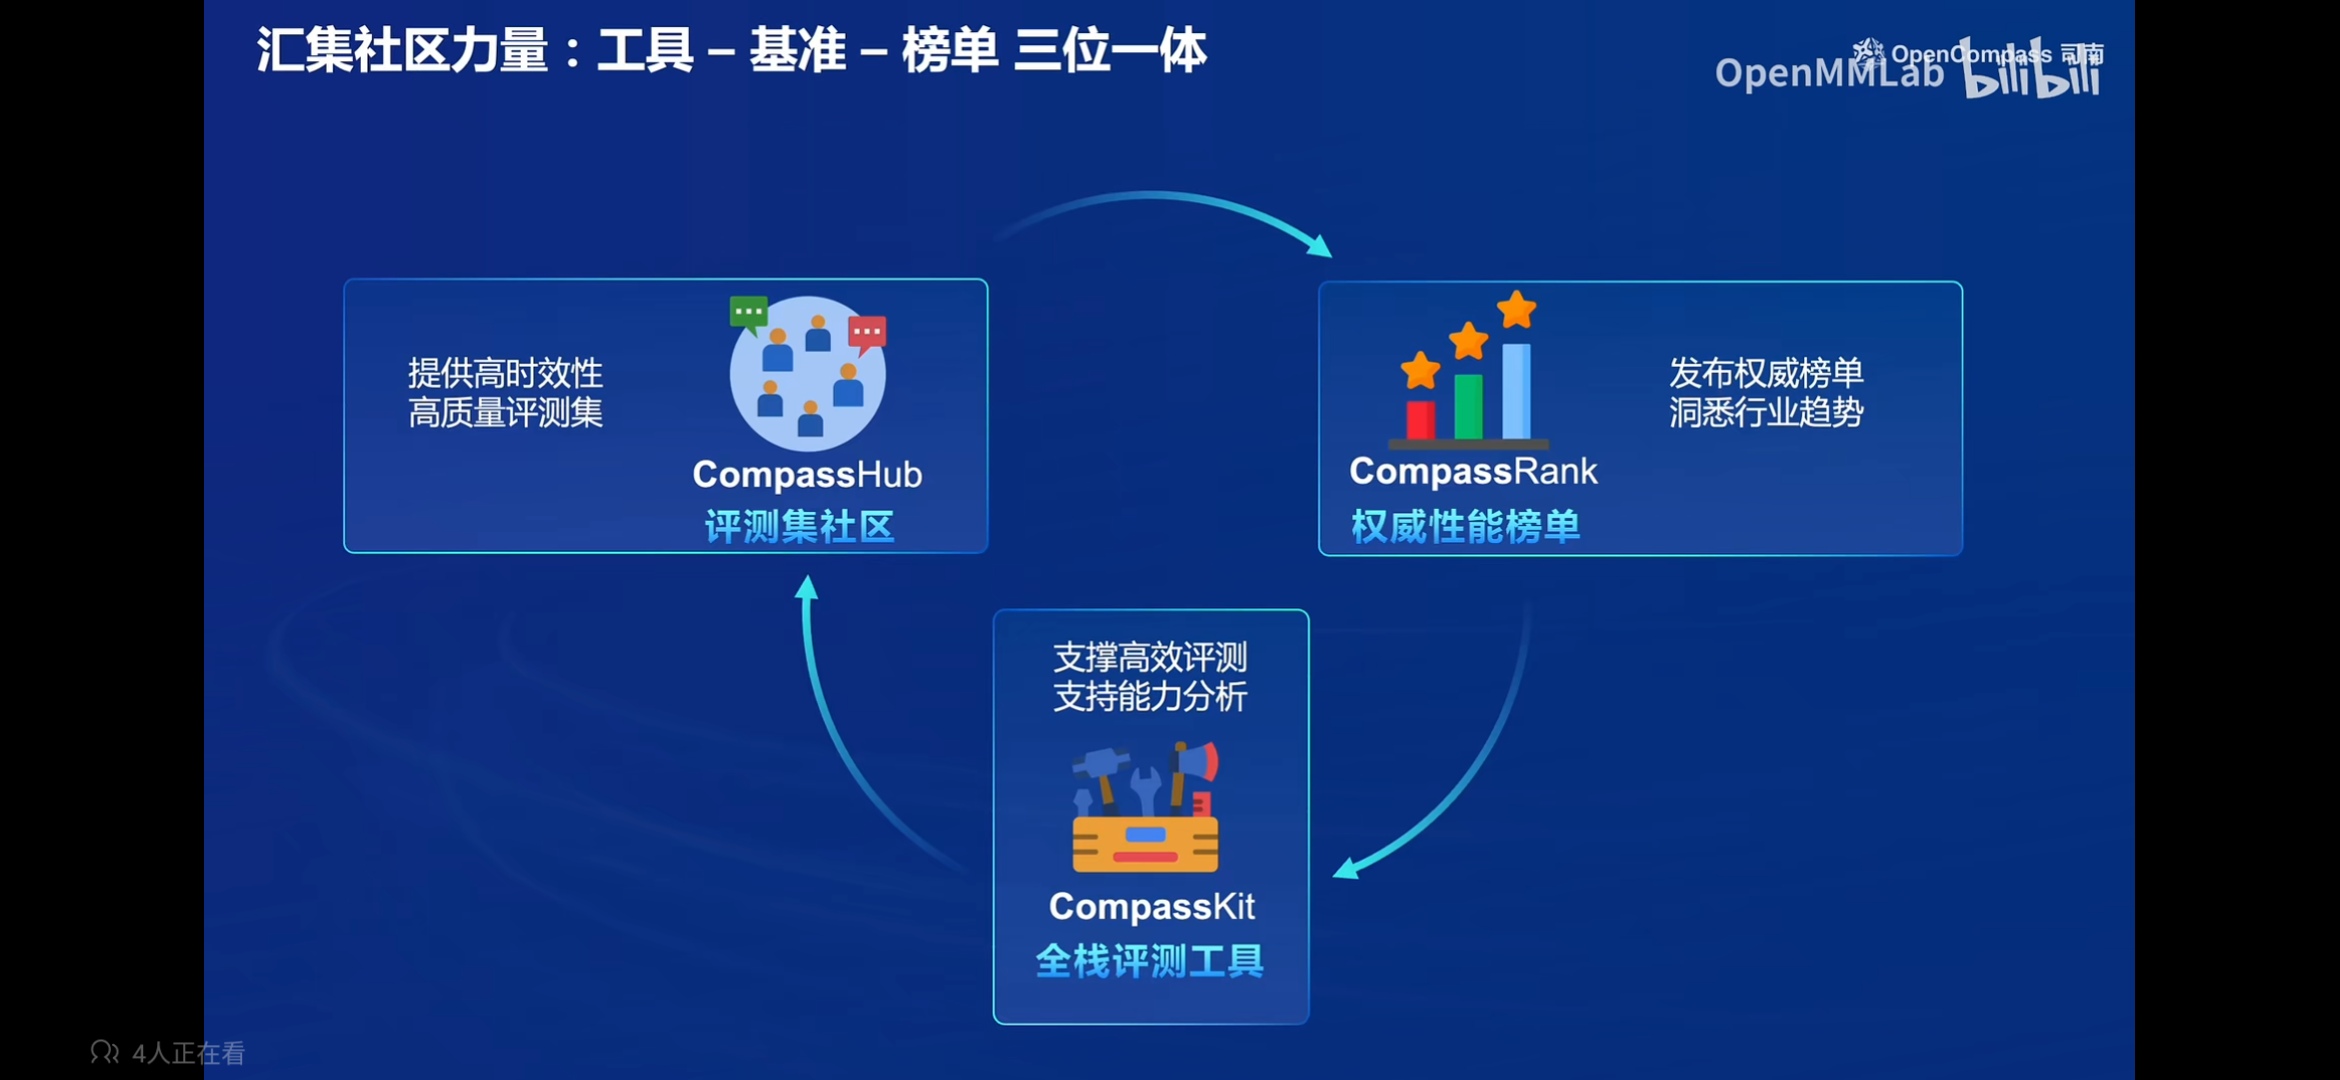 汇集社区力量：工具 – 基准 – 榜单 三位一体
OpenCompass 司南
OpenMMLab bilibili
提供高时效性
高质量评测集
CompassHub
评测集社区
CompassRank
权威性能榜单
发布权威榜单
洞悉行业趋势
支撑高效评测
支持能力分析
CompassKit
全栈评测工具
4人正在看